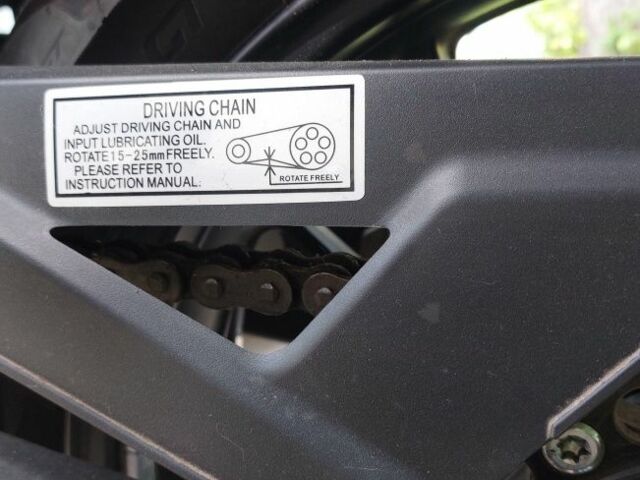 DRIVING CHAIN
ADJUST DRIVING CHAIN AND
INPUT LUBRICATING OIL.
ROTATE 15-25mm FREELY.
PLEASE REFER TO
INSTRUCTION MANUAL:
ROTATE FREELY